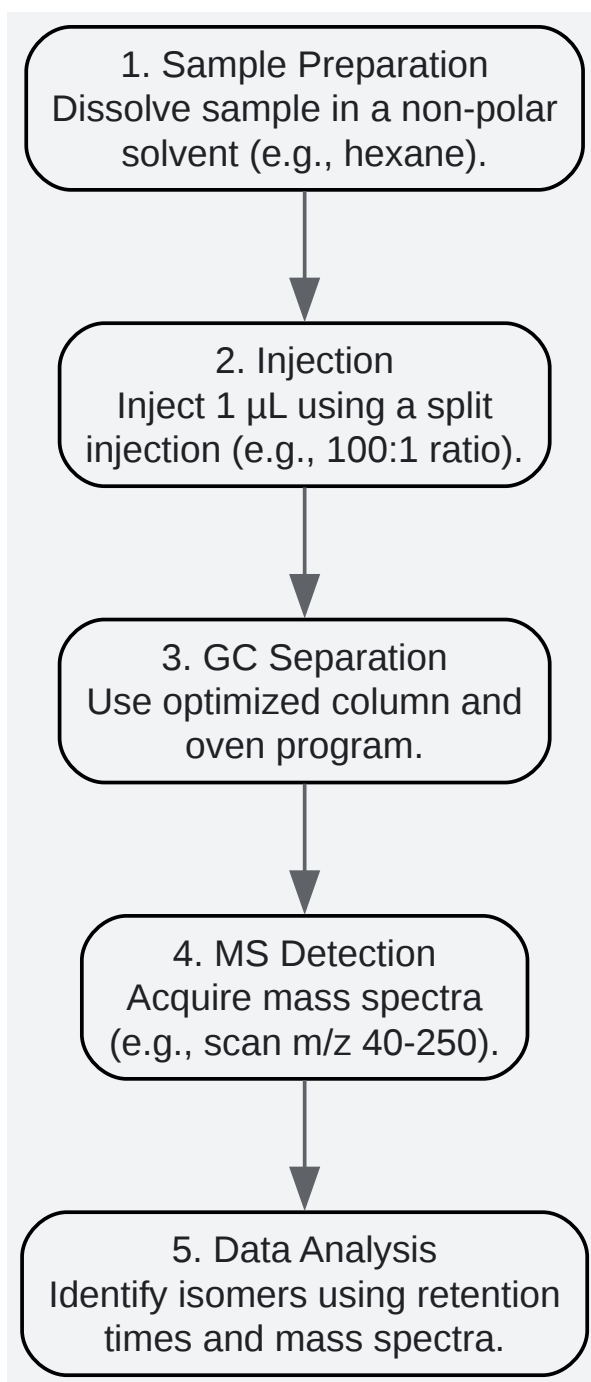 1. Sample Preparation
Dissolve sample in a non-polar
solvent (e.g., hexane).
2. Injection
Inject 1 µL using a split
injection (e.g., 100:1 ratio).
3. GC Separation
Use optimized column and
oven program.
4. MS Detection
Acquire mass spectra
(e.g., scan m/z 40-250).
5. Data Analysis
Identify isomers using retention
times and mass spectra.